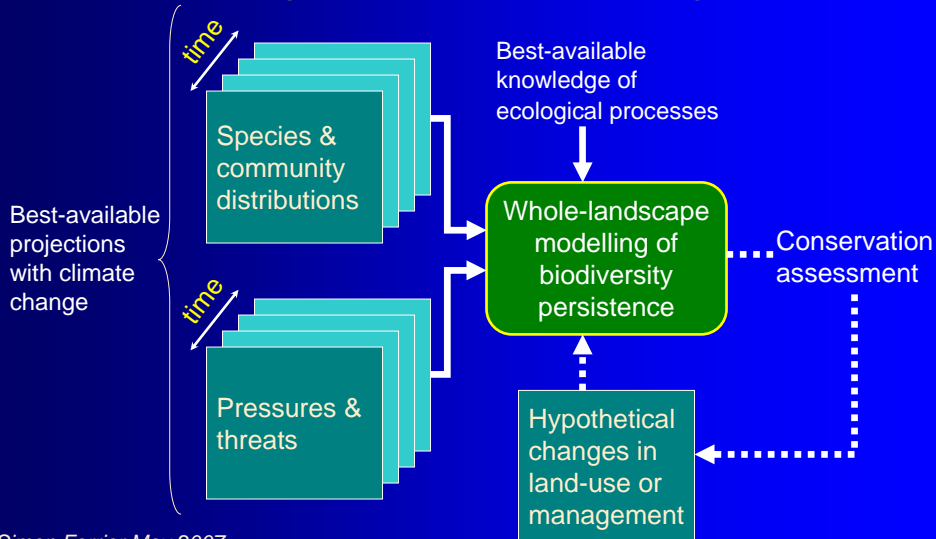 time
Species &
community
distributions
Best-available
knowledge of
ecological processes
Best-available
projections
with climate
change
Whole-landscape
modelling of
biodiversity
persistence
Conservation
assessment
time
Pressures &
threats
Hypothetical
changes in
land-use or
management